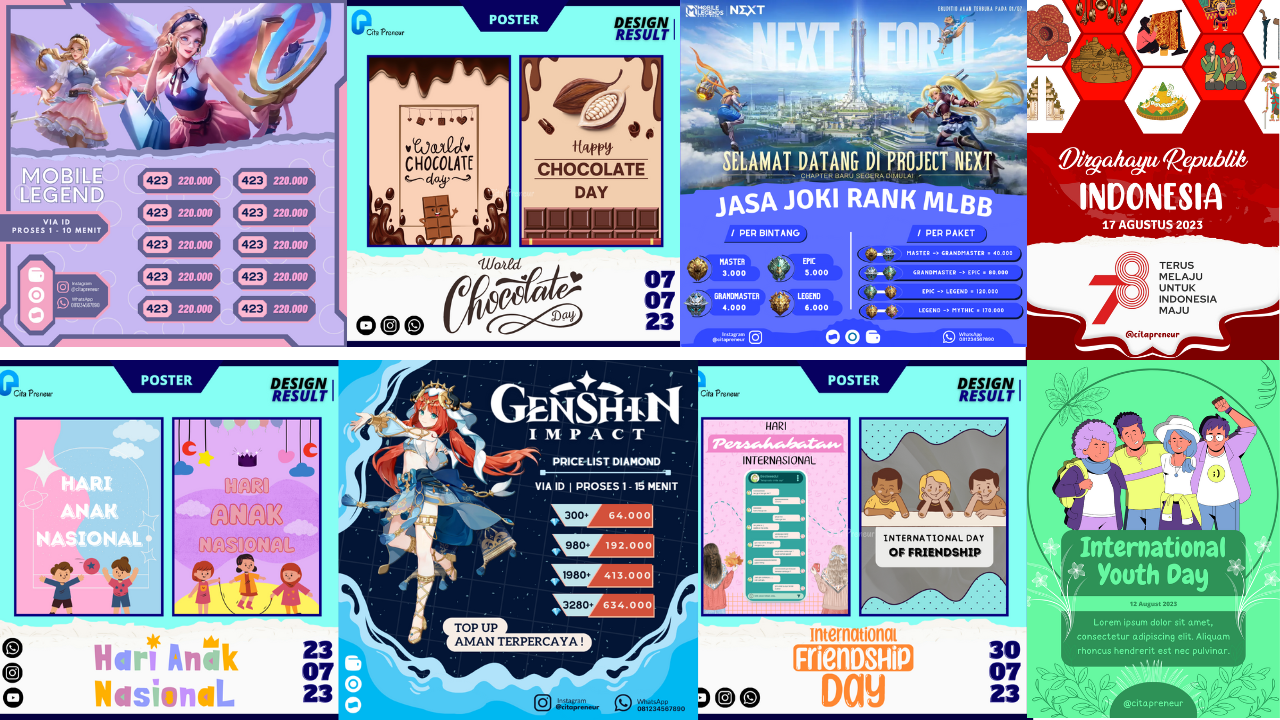 MOBILE
LEGEND
VIA ID
PROSES 1 - 10 MENIT
Instagram
@citapreneur
WhatsApp
081234567890
423 220.000 423 220.000
423 220.000 423 220.000
423 220.000 423 220.000
423 220.000 423 220.000
423 220.000 423 220.000
Cita Preneur
POSTER
DESIGN
RESULT
World
CHOCOLATE
day
Happy
CHOCOLATE
DAY
World
Chocolate
Day
07
07
23
MOBILE
LEGENDS
NEXT
NEXT FOR U
SELAMAT DATANG DI PROJECT NEXT
CHAPTER BARU SEGERA DIMULAI
JASA JOKI RANK MLBB
/ PER BINTANG
/ PER PAKET
MASTER
3.000
EPIC
5.000
GRANDMASTER
4.000
LEGEND
6.000
MASTER -> GRANDMASTER = 40.000
GRANDMASTER -> EPIC = 80.000
EPIC -> LEGEND = 120.000
LEGEND -> MYTHIC = 170.000
Instagram
@citapreneur
WhatsApp
081234567890
Dirgahayu Republik
INDONESIA
17 AGUSTUS 2023
78
TERUS
MELAJU
UNTUK
INDONESIA
MAJU
@citapreneur
Cita Preneur
POSTER
DESIGN
RESULT
HARI
ANAK
NASIONAL
HARI
ANAK
NASIONAL
Hari Anak
Nasional
23
07
23
GENSHIN
IMPACT
PRICE LIST DIAMOND
VIA ID | PROSES 1 - 15 MENIT
300+ 64.000
980+ 192.000
1980+ 413.000
3280+ 634.000
TOP UP
AMAN TERPERCAYA !
Instagram
@citapreneur
WhatsApp
081234567890
Cita Preneur
POSTER
DESIGN
RESULT
HARI
Persahabatan
INTERNASIONAL
INTERNATIONAL DAY
OF FRIENDSHIP
International
FRIENDSHIP
DAY
30
07
23
International
Youth Day
12 August 2023
Lorem ipsum dolor sit amet,
consectetur adipiscing elit. Aliquam
rhoncus hendrerit est nec pulvinar.
@citapreneur